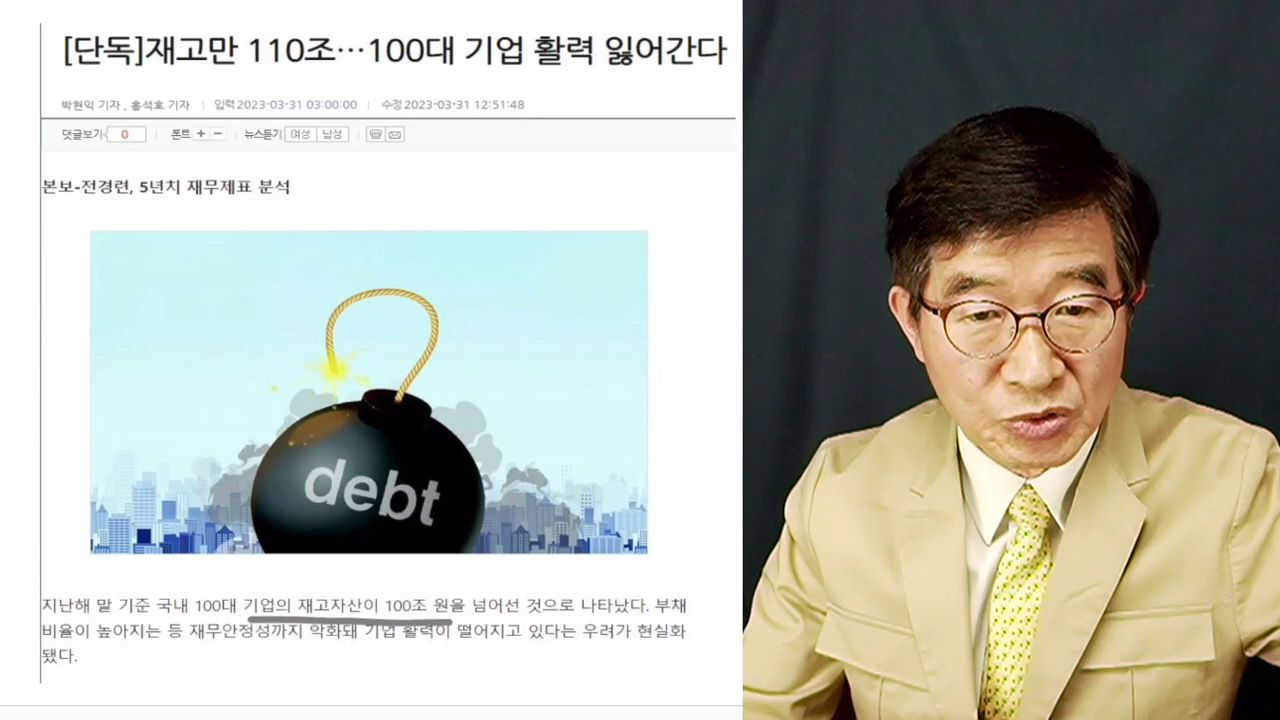 [단독]재고만 110조…100대 기업 활력 잃어간다
박현익 기자 , 홍석호 기자 | 입력 2023-03-31 03:00:00 | 수정 2023-03-31 12:51:48
댓글보기 0 | 폰트 + − | 뉴스듣기 여성 남성
본보-전경련, 5년치 재무제표 분석
debt
지난해 말 기준 국내 100대 기업의 재고자산이 100조 원을 넘어선 것으로 나타났다. 부채
비율이 높아지는 등 재무안정성까지 악화돼 기업 활력이 떨어지고 있다는 우려가 현실화
됐다.